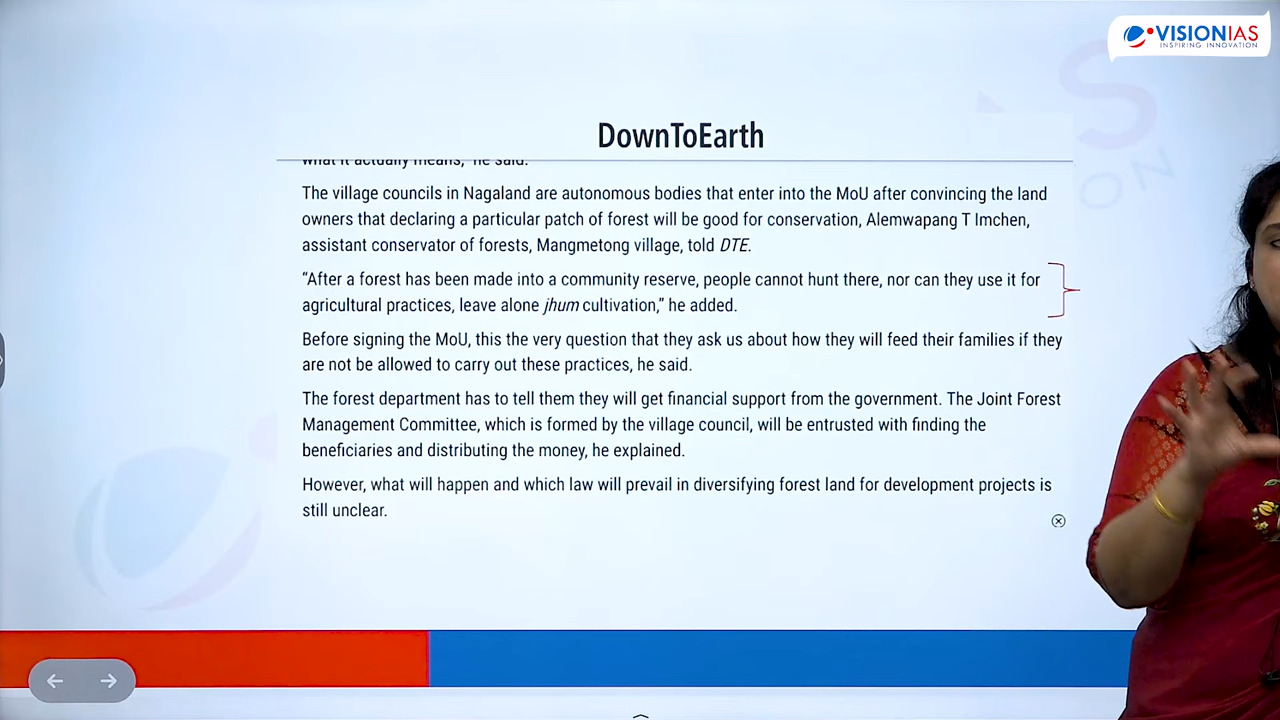 VISIONIAS
INSPIRING INNOVATION
DownToEarth
what it actually means," he said.
The village councils in Nagaland are autonomous bodies that enter into the MoU after convincing the land
owners that declaring a particular patch of forest will be good for conservation, Alemwapang T Imchen,
assistant conservator of forests, Mangmetong village, told DTE.
“After a forest has been made into a community reserve, people cannot hunt there, nor can they use it for
agricultural practices, leave alone jhum cultivation,” he added.
Before signing the MoU, this the very question that they ask us about how they will feed their families if they
are not be allowed to carry out these practices, he said.
The forest department has to tell them they will get financial support from the government. The Joint Forest
Management Committee, which is formed by the village council, will be entrusted with finding the
beneficiaries and distributing the money, he explained.
However, what will happen and which law will prevail in diversifying forest land for development projects is
still unclear.